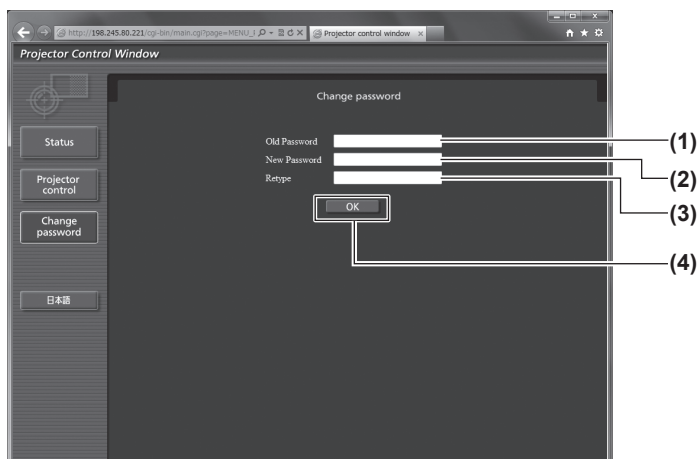 http://198.245.80.221/cgi-bin/main.cgi?page=MENU_I
Projector control window
Projector Control Window
Change password
Status
Projector
control
Change
password
日本語
Old Password
New Password
Retype
OK
(1)
(2)
(3)
(4)